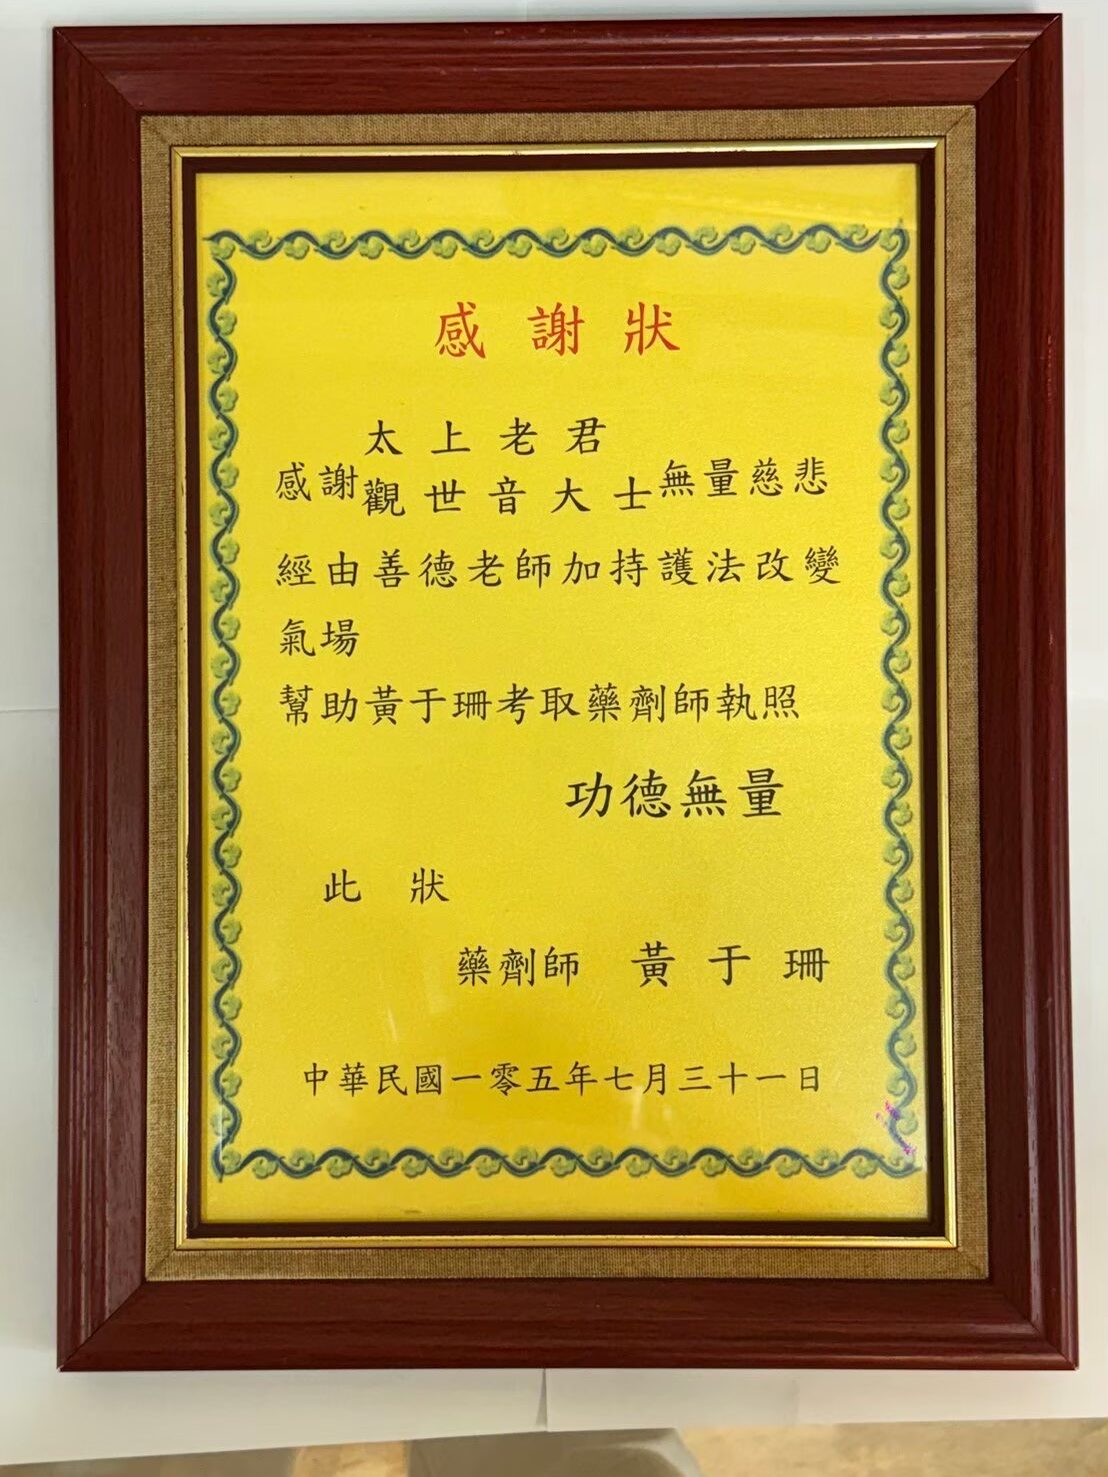 感謝狀
太上老君
感謝觀世音大士無量慈悲
經由善德老師加持護法改變
氣場
幫助黃于珊考取藥劑師執照
功德無量
此狀
藥劑師 黃于珊
中華民國一零五年七月三十一日